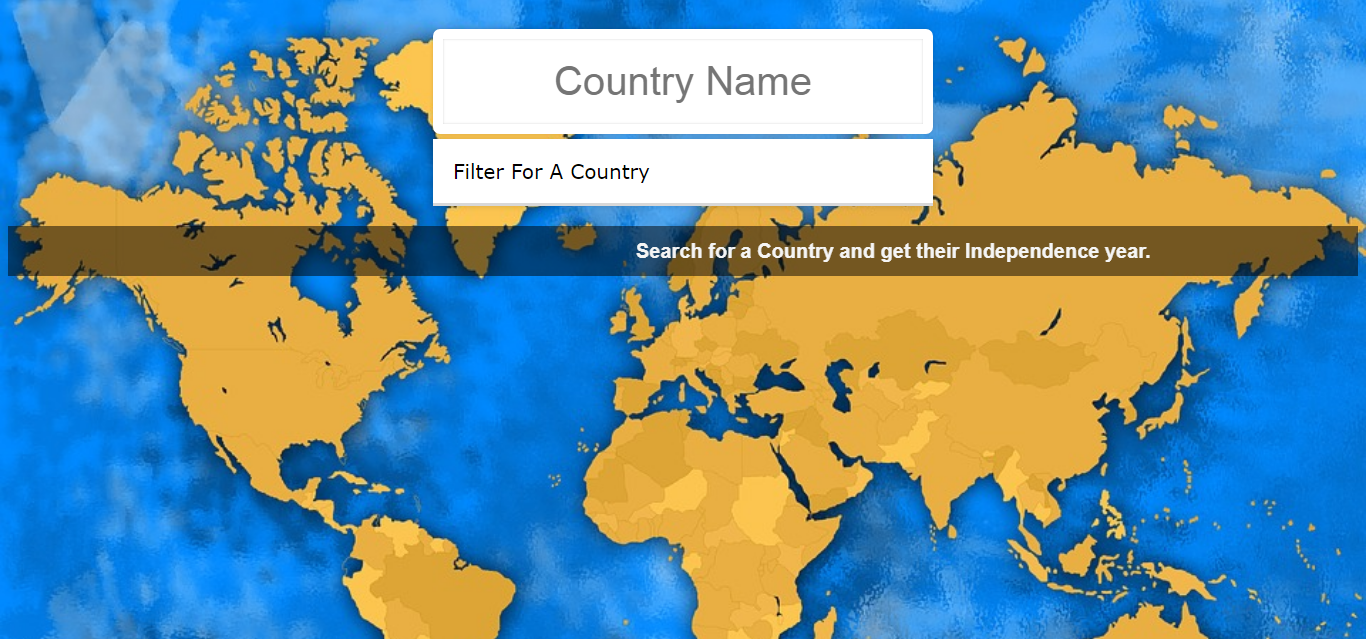 Country Name
Filter For A Country
Search for a Country and get their Independence year.